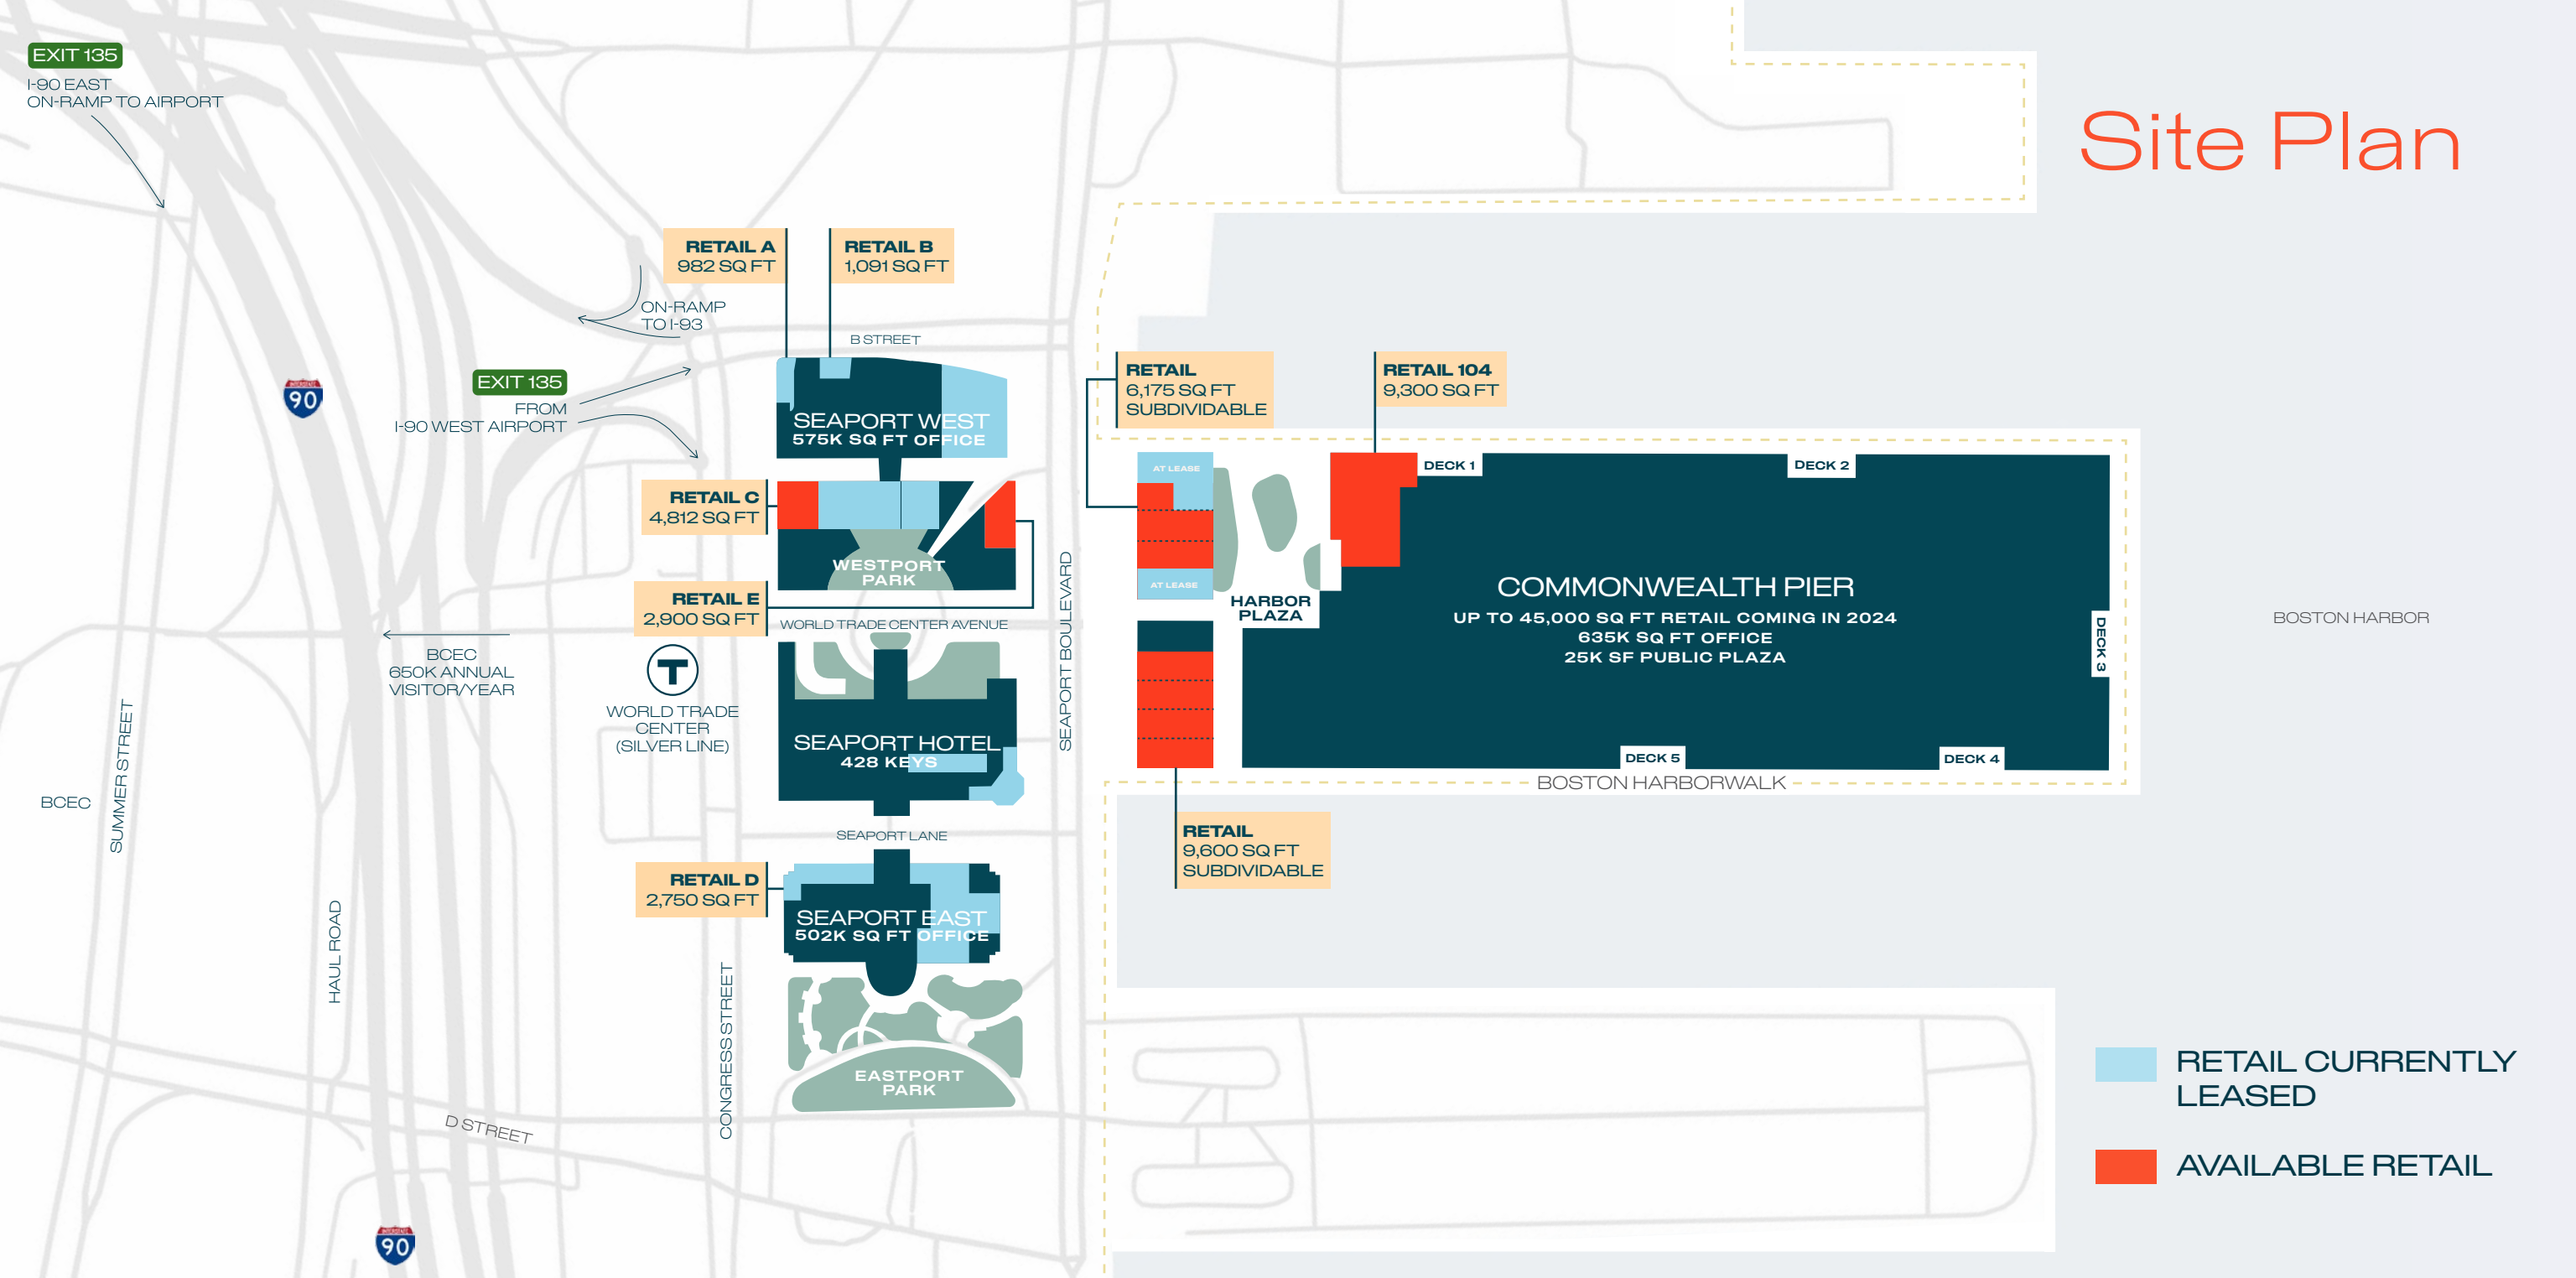 Site Plan
EXIT 135
I-90 EAST
ON-RAMP TO AIRPORT
RETAIL A
982 SQ FT
RETAIL B
1,091 SQ FT
ON-RAMP
TO I-93
B STREET
INTERSTATE
90
EXIT 135
FROM
I-90 WEST AIRPORT
SEAPORT WEST
575K SQ FT OFFICE
RETAIL
6,175 SQ FT
SUBDIVIDABLE
RETAIL 104
9,300 SQ FT
AT LEASE
DECK 1
DECK 2
RETAIL C
4,812 SQ FT
WESTPORT
PARK
AT LEASE
HARBOR
PLAZA
COMMONWEALTH PIER
UP TO 45,000 SQ FT RETAIL COMING IN 2024
635K SQ FT OFFICE
25K SF PUBLIC PLAZA
DECK 3
BOSTON HARBOR
RETAIL E
2,900 SQ FT
WORLD TRADE CENTER AVENUE
SEAPORT BOULEVARD
BCEC
650K ANNUAL
VISITOR/YEAR
T
WORLD TRADE
CENTER
(SILVER LINE)
SEAPORT HOTEL
428 KEYS
DECK 5
DECK 4
BOSTON HARBORWALK
BCEC
SUMMER STREET
SEAPORT LANE
RETAIL
9,600 SQ FT
SUBDIVIDABLE
RETAIL D
2,750 SQ FT
SEAPORT EAST
502K SQ FT OFFICE
HAUL ROAD
CONGRESS STREET
EASTPORT
PARK
D STREET
INTERSTATE
90
RETAIL CURRENTLY
LEASED
AVAILABLE RETAIL